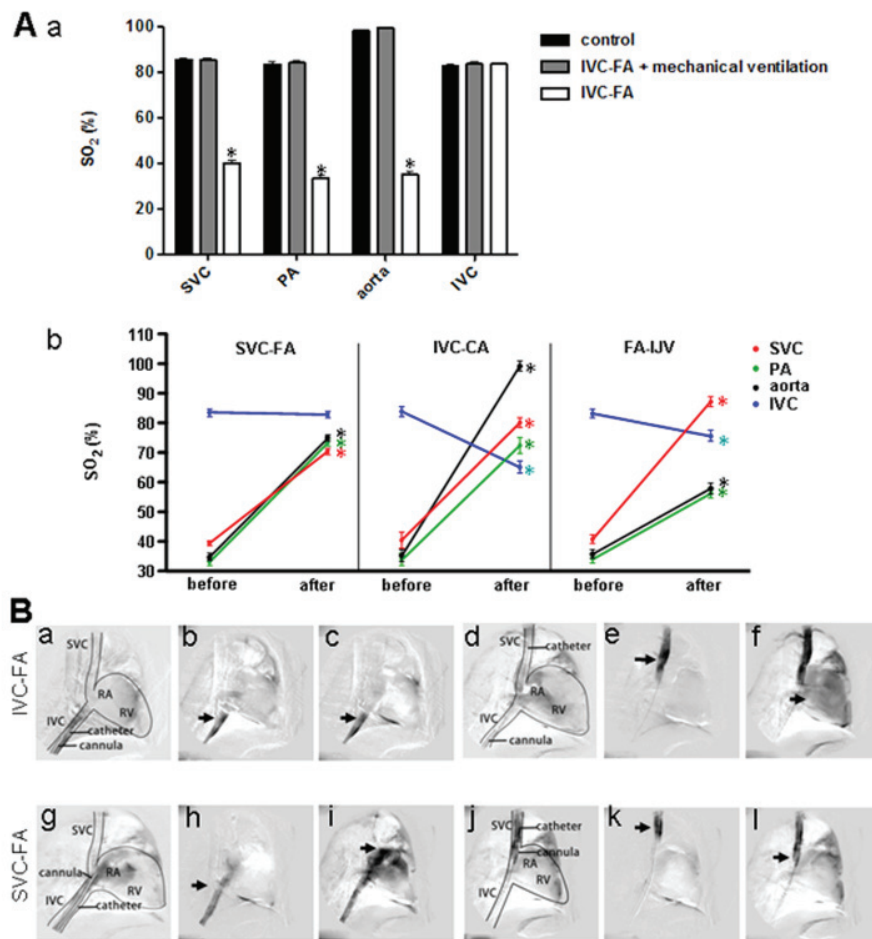 A a
100
80
60
40
20
0
SO₂ (%)
* * *
SVC PA aorta IVC
control
IVC-FA + mechanical ventilation
IVC-FA
b
110
100
90
80
70
60
50
40
30
SO₂ (%)
SVC-FA IVC-CA FA-IJV
* * * * * * * * * *
before after before after before after
SVC
PA
aorta
IVC
B
IVC-FA
a SVC RA RV IVC catheter cannula
b
c
d SVC catheter RA RV IVC cannula
e
f
SVC-FA
g SVC cannula RA RV IVC catheter
h
i
j SVC catheter cannula RA RV IVC
k
l